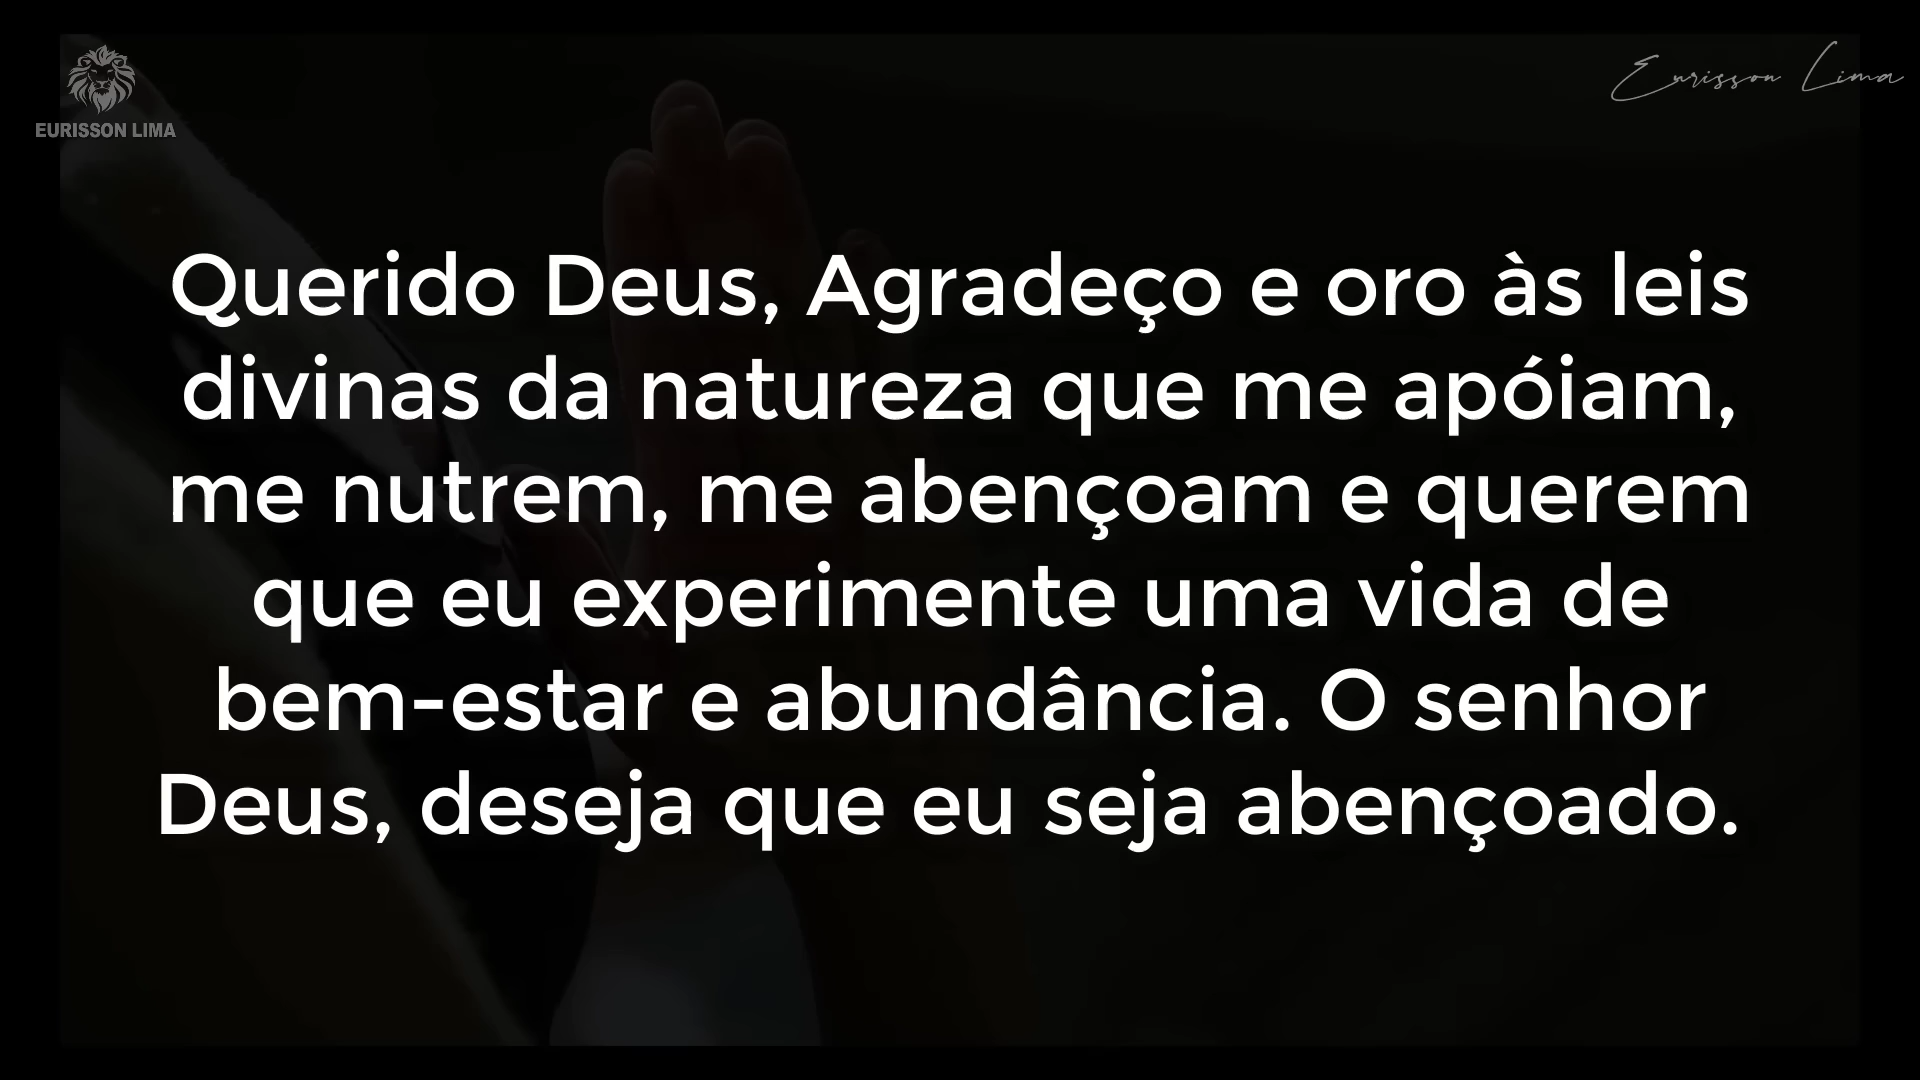 EURISSON LIMA
Eurisson Lima
Querido Deus, Agradeço e oro às leis
divinas da natureza que me apóiam,
me nutrem, me abençoam e querem
que eu experimente uma vida de
bem-estar e abundância. O senhor
Deus, deseja que eu seja abençoado.